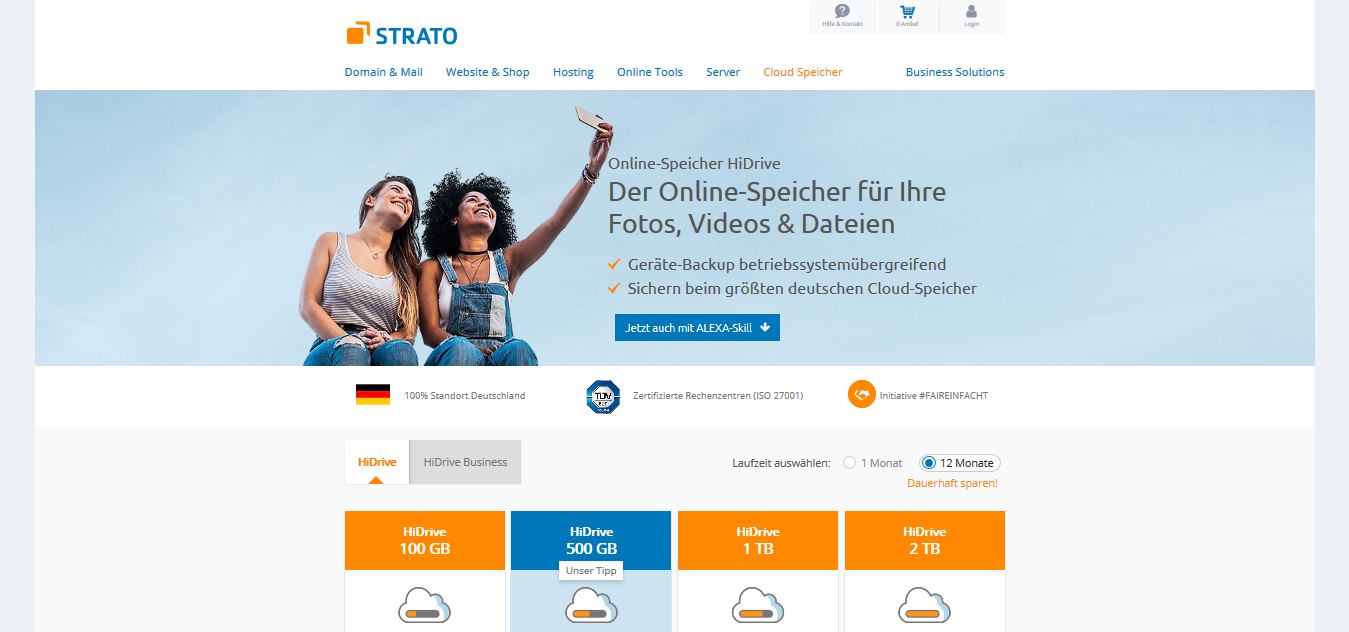 Hilfe & Kontakt
0 Artikel
Login
STRATO
Domain & Mail Website & Shop Hosting Online Tools Server Cloud Speicher Business Solutions
Online-Speicher HiDrive
Der Online-Speicher für Ihre
Fotos, Videos & Dateien
Geräte-Backup betriebssystemübergreifend
Sichern beim größten deutschen Cloud-Speicher
Jetzt auch mit ALEXA-Skill
100% Standort Deutschland
TÜV
Zertifizierte Rechenzentren (ISO 27001)
Initiative #FAIREINFACHT
HiDrive
HiDrive Business
Laufzeit auswählen: 1 Monat 12 Monate
Dauerhaft sparen!
HiDrive
100 GB
HiDrive
500 GB
Unser Tipp
HiDrive
1 TB
HiDrive
2 TB